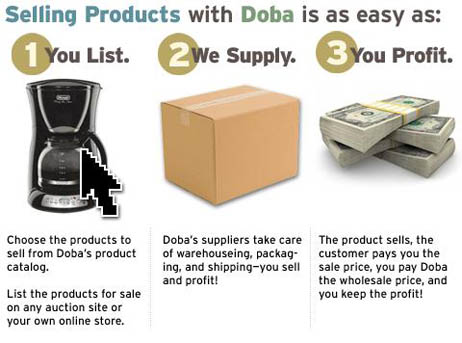 Selling Products with Doba is as easy as:
1 You List.
2 We Supply.
3 You Profit.
Choose the products to
sell from Doba's product
catalog.
List the products for sale
on any auction site or
your own online store.
Doba's suppliers take care
of warehouseing, packag-
ing, and shipping—you sell
and profit!
The product sells, the
customer pays you the
sale price, you pay Doba
the wholesale price, and
you keep the profit!